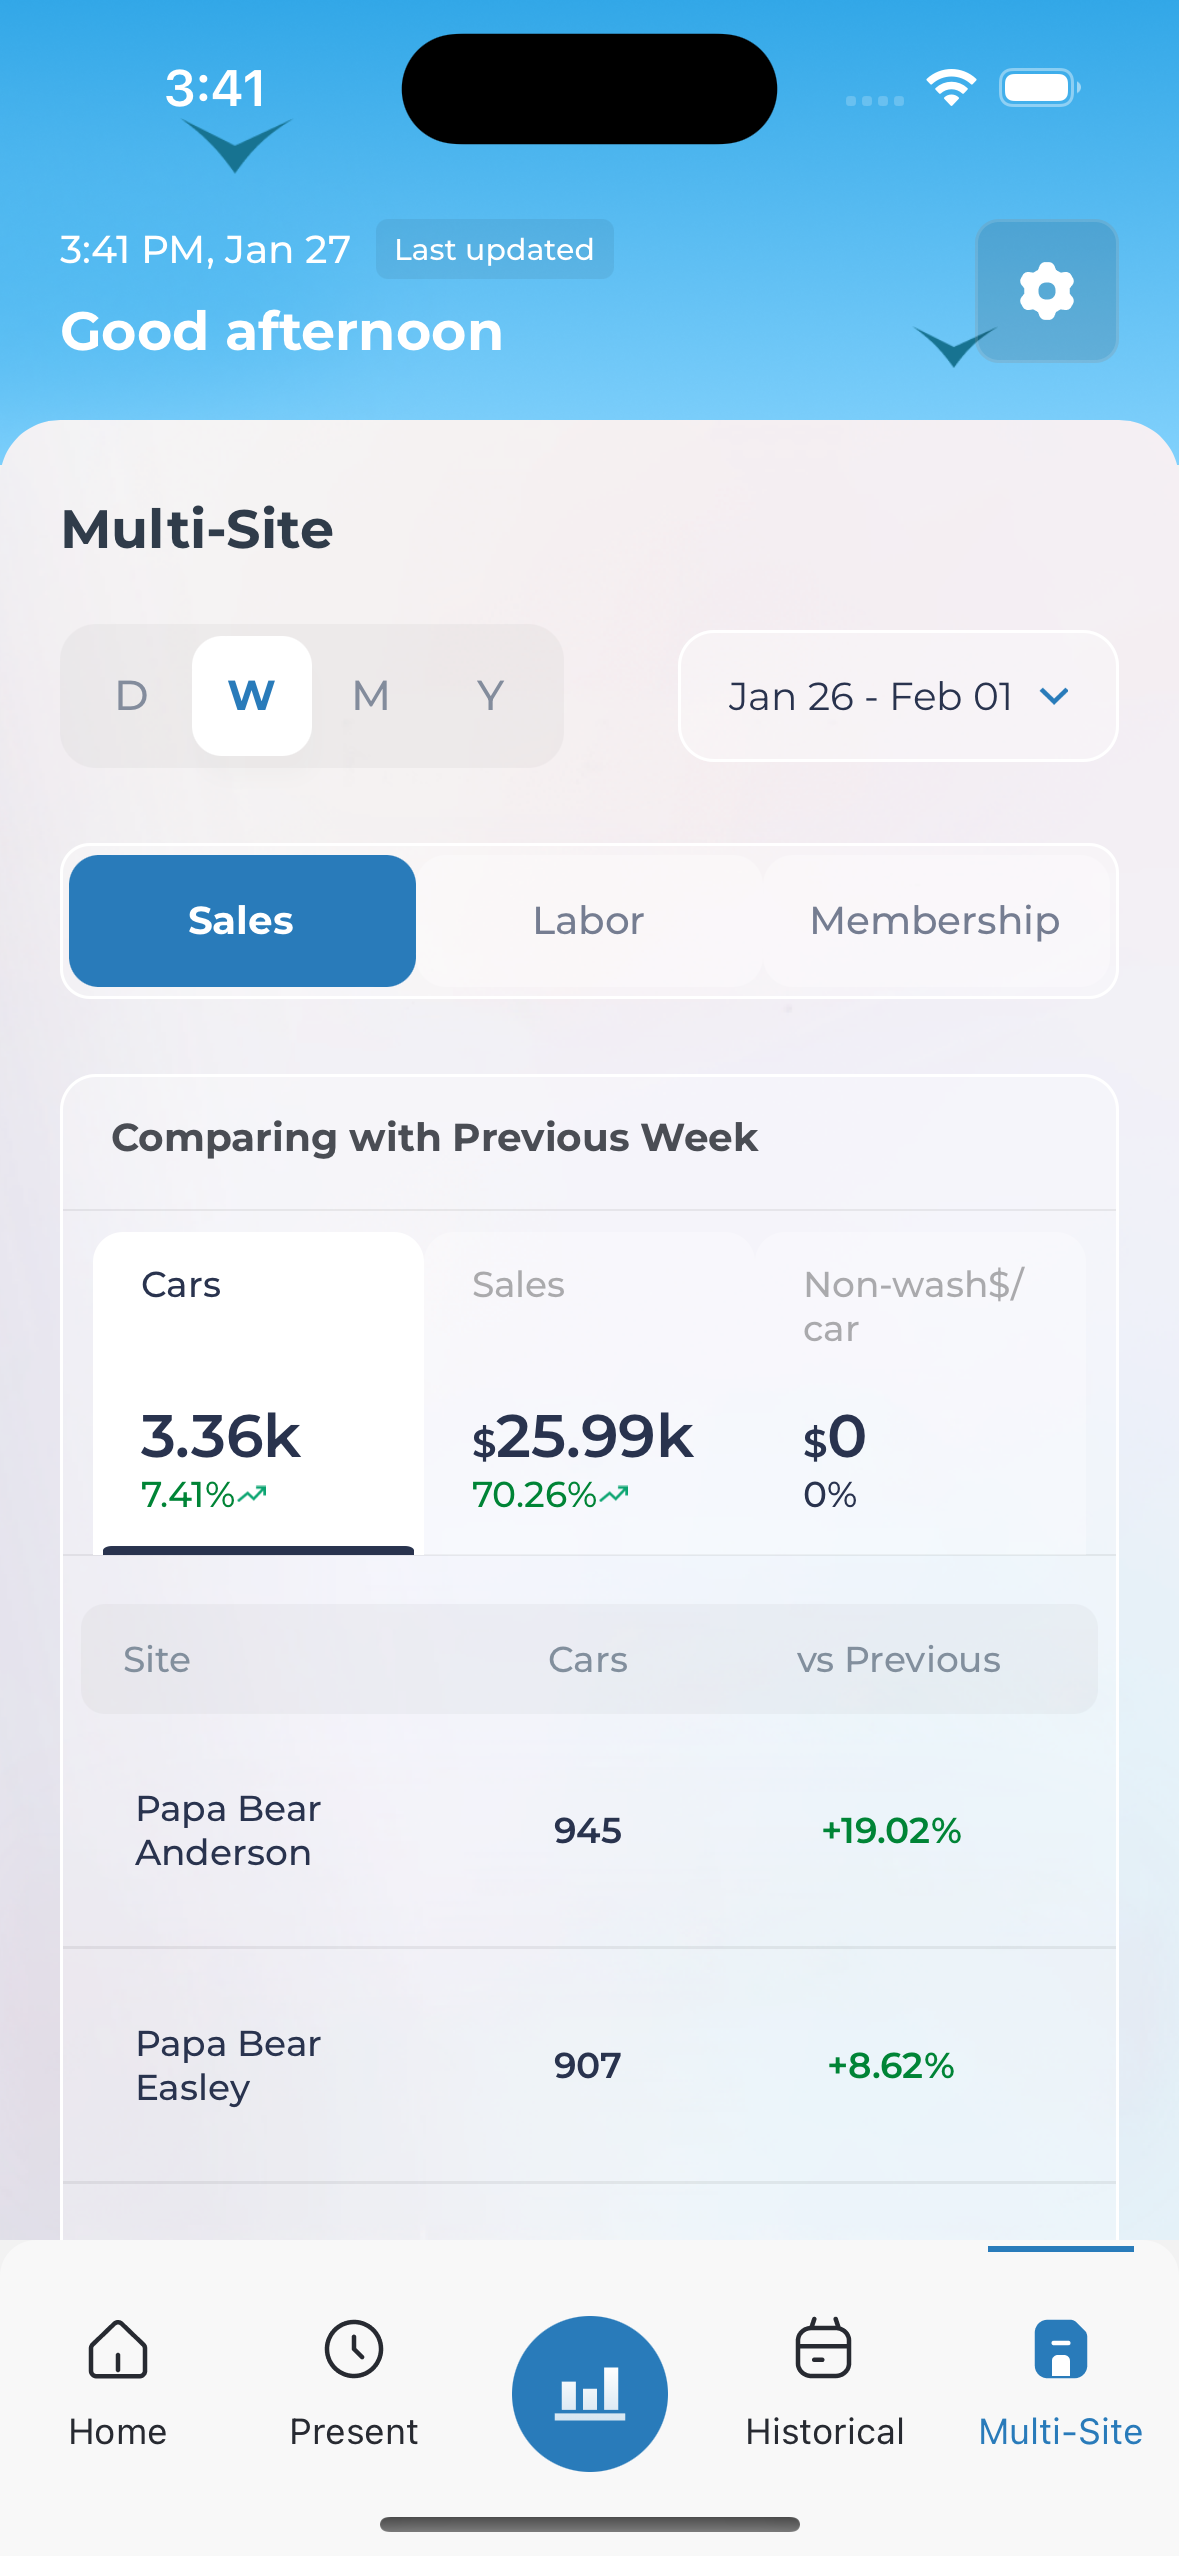 3:41
3:41 PM, Jan 27 Last updated
Good afternoon
Multi-Site
D W M Y Jan 26 - Feb 01
Sales Labor Membership
Comparing with Previous Week
Cars Sales Non-wash$/
car
3.36k $25.99k $0
7.41% 70.26% 0%
Site Cars vs Previous
Papa Bear
Anderson 945 +19.02%
Papa Bear
Easley 907 +8.62%
Home Present Historical Multi-Site